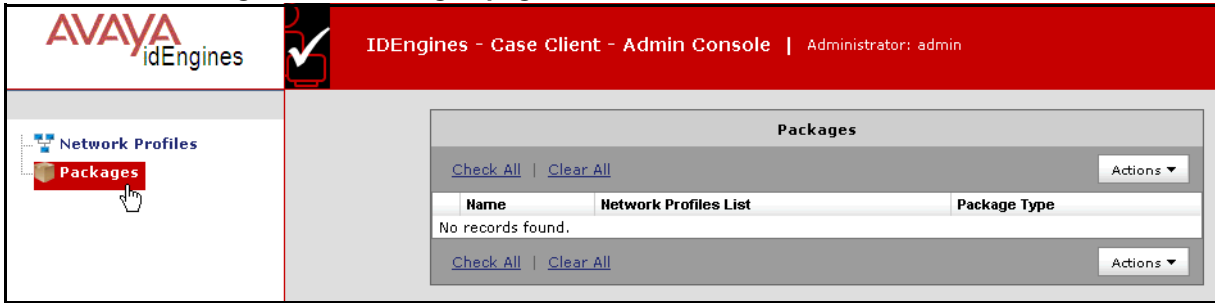 AVAYA
idEngines
IDEngines - Case Client - Admin Console | Administrator: admin
Network Profiles
Packages
Packages
Check All | Clear All
Actions
Name Network Profiles List Package Type
No records found.
Check All | Clear All
Actions